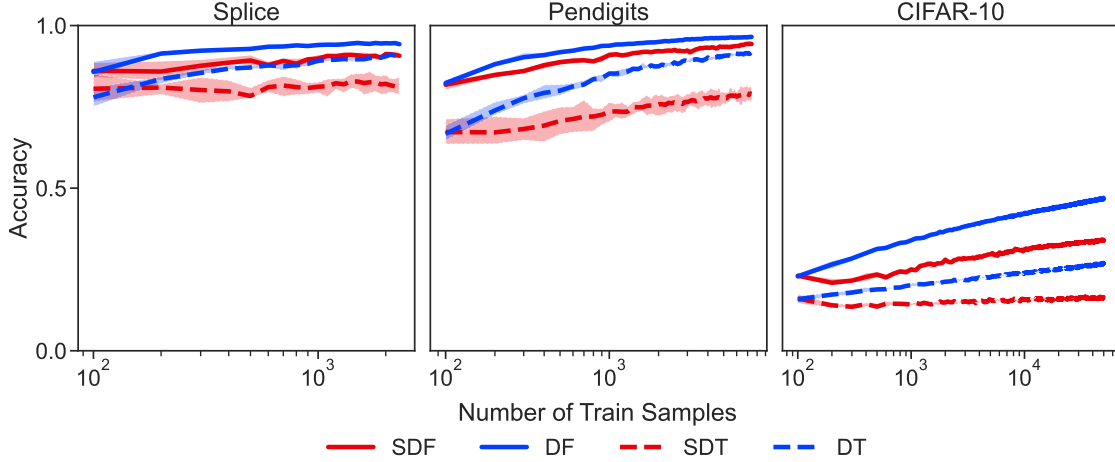 Splice Pendigits CIFAR-10
1.0
0.5
0.0
Accuracy
10² 10³ 10² 10³ 10² 10³ 10⁴
Number of Train Samples
SDF DF SDT DT